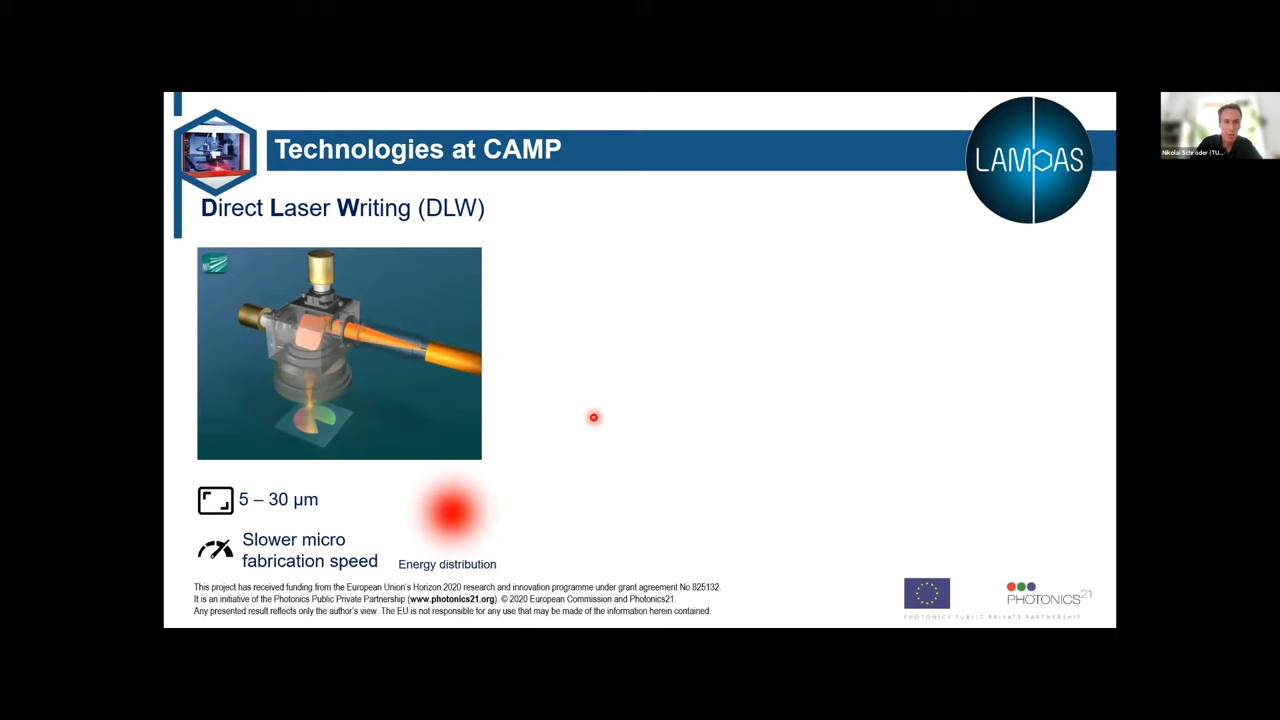 Technologies at CAMP
LAMPAS
Direct Laser Writing (DLW)
Nikolai Schröder (TU...
5 – 30 µm
Slower micro
fabrication speed
Energy distribution
This project has received funding from the European Union's Horizon 2020 research and innovation programme under grant agreement No 825132.
It is an initiative of the Photonics Public Private Partnership (www.photonics21.org). © 2020 European Commission and Photonics21.
Any presented result reflects only the author's view. The EU is not responsible for any use that may be made of the information herein contained.
PHOTONICS21
PHOTONICS PUBLIC PRIVATE PARTNERSHIP